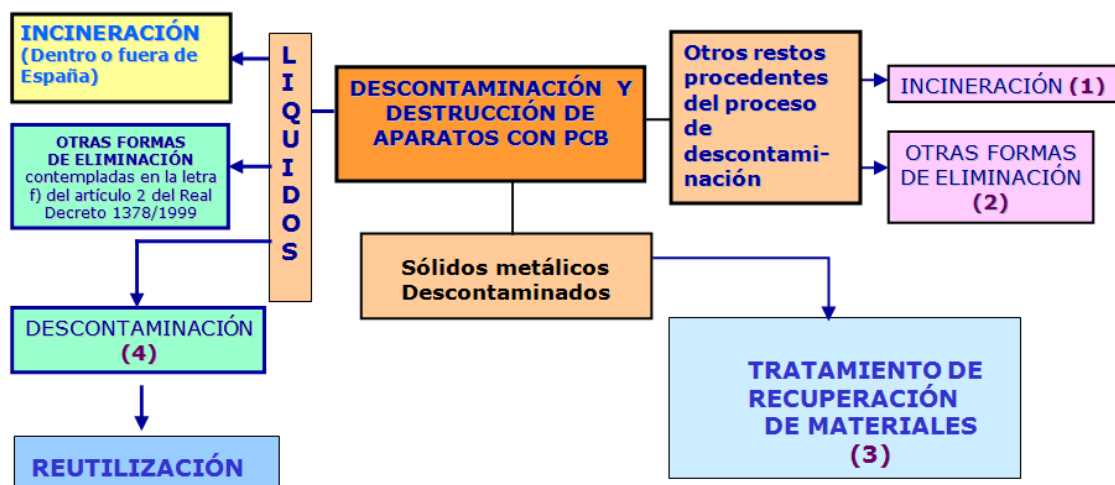 INCINERACIÓN
(Dentro o fuera de
España)
OTRAS FORMAS
DE ELIMINACIÓN
contempladas en la letra
f) del artículo 2 del Real
Decreto 1378/1999
DESCONTAMINACIÓN
(4)
REUTILIZACIÓN
L
I
Q
U
I
D
O
S
DESCONTAMINACIÓN Y
DESTRUCCIÓN DE
APARATOS CON PCB
Sólidos metálicos
Descontaminados
Otros restos
procedentes
del proceso
de
descontami-
nación
INCINERACIÓN (1)
OTRAS FORMAS
DE ELIMINACIÓN
(2)
TRATAMIENTO DE
RECUPERACIÓN
DE MATERIALES
(3)